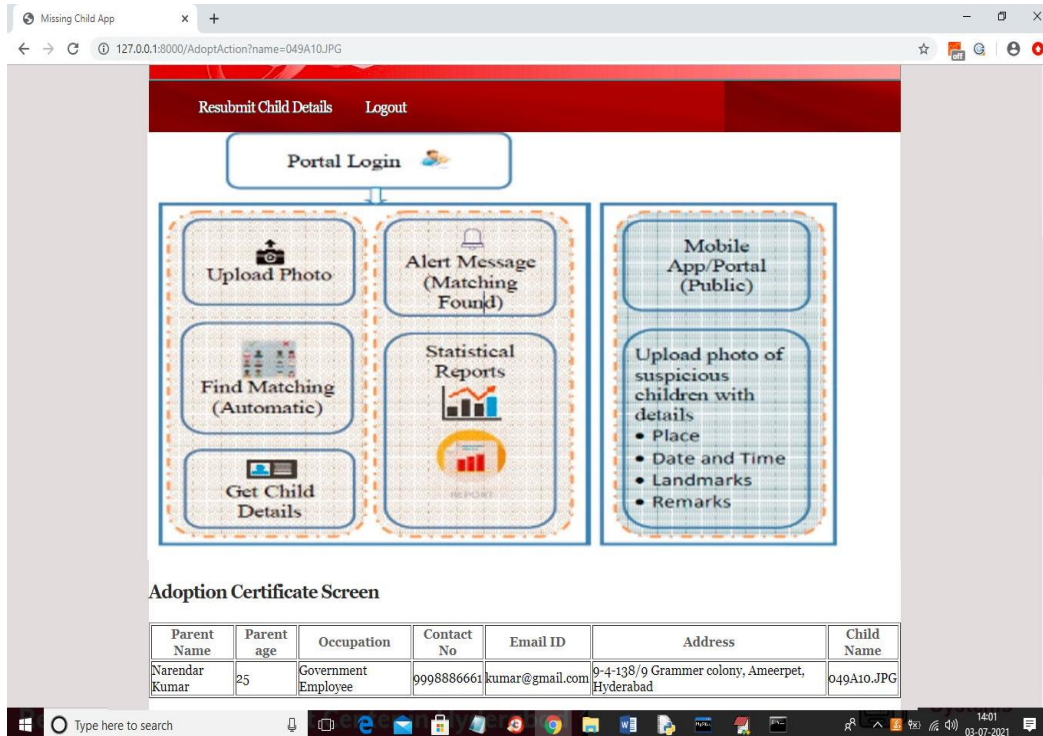 Missing Child App
127.0.0.1:8000/AdoptAction?name=049A10.JPG
off
Resubmit Child Details Logout
Portal Login
Upload Photo
Find Matching
(Automatic)
Get Child
Details
Alert Message
(Matching
Found)
Statistical
Reports
REPORT
Mobile
App/Portal
(Public)
Upload photo of
suspicious
children with
details
• Place
• Date and Time
• Landmarks
• Remarks
Adoption Certificate Screen
Parent Name Parent age Occupation Contact No Email ID Address Child Name
Narendar Kumar 25 Government Employee 9998886661 kumar@gmail.com 9-4-138/9 Grammer colony, Ameerpet, Hyderabad 049A10.JPG
Type here to search
14:01
03-07-2021